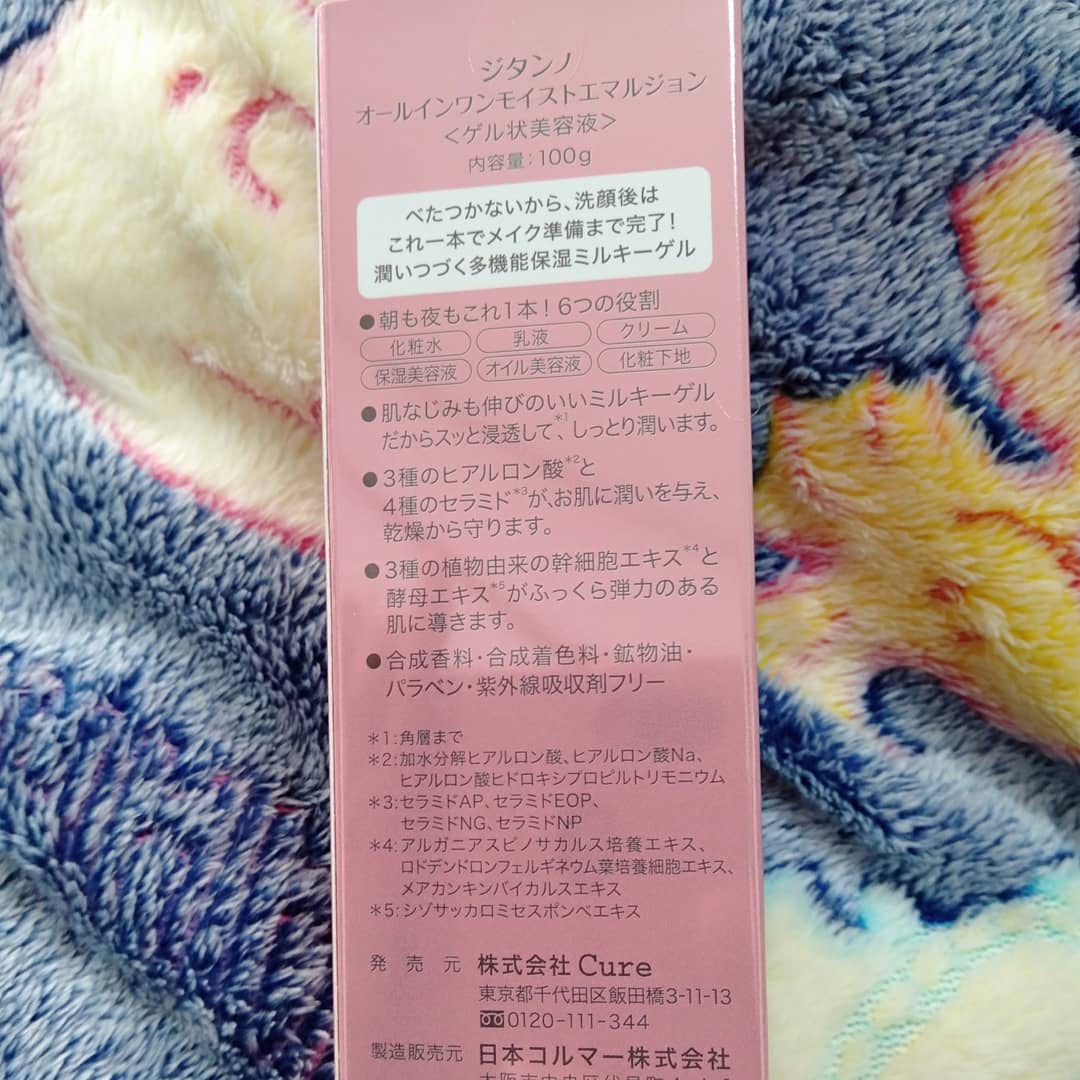 ジタンノ
オールインワンモイストエマルジョン
＜ゲル状美容液＞
内容量：100g
べたつかないから、洗顔後は
これ一本でメイク準備まで完了！
潤いつづく多機能保湿ミルキーゲル
●朝も夜もこれ1本！6つの役割
化粧水 乳液 クリーム
保湿美容液 オイル美容液 化粧下地
●肌なじみも伸びのいいミルキーゲル
だからスッと浸透して*1、しっとり潤います。
●3種のヒアルロン酸*2と
4種のセラミド*3が、お肌に潤いを与え、
乾燥から守ります。
●3種の植物由来の幹細胞エキス*4と
酵母エキス*5がふっくら弾力のある
肌に導きます。
●合成香料・合成着色料・鉱物油・
パラベン・紫外線吸収剤フリー
*1：角層まで
*2：加水分解ヒアルロン酸、ヒアルロン酸Na、
ヒアルロン酸ヒドロキシプロピルトリモニウム
*3：セラミドAP、セラミドEOP、
セラミドNG、セラミドNP
*4：アルガニアスピノサカルス培養エキス、
ロドデンドロンフェルギネウム葉培養細胞エキス、
メアカンキンバイカルスエキス
*5：シゾサッカロミセスポンベエキス
発売元 株式会社Cure
東京都千代田区飯田橋3-11-13
0120-111-344
製造販売元 日本コルマー株式会社